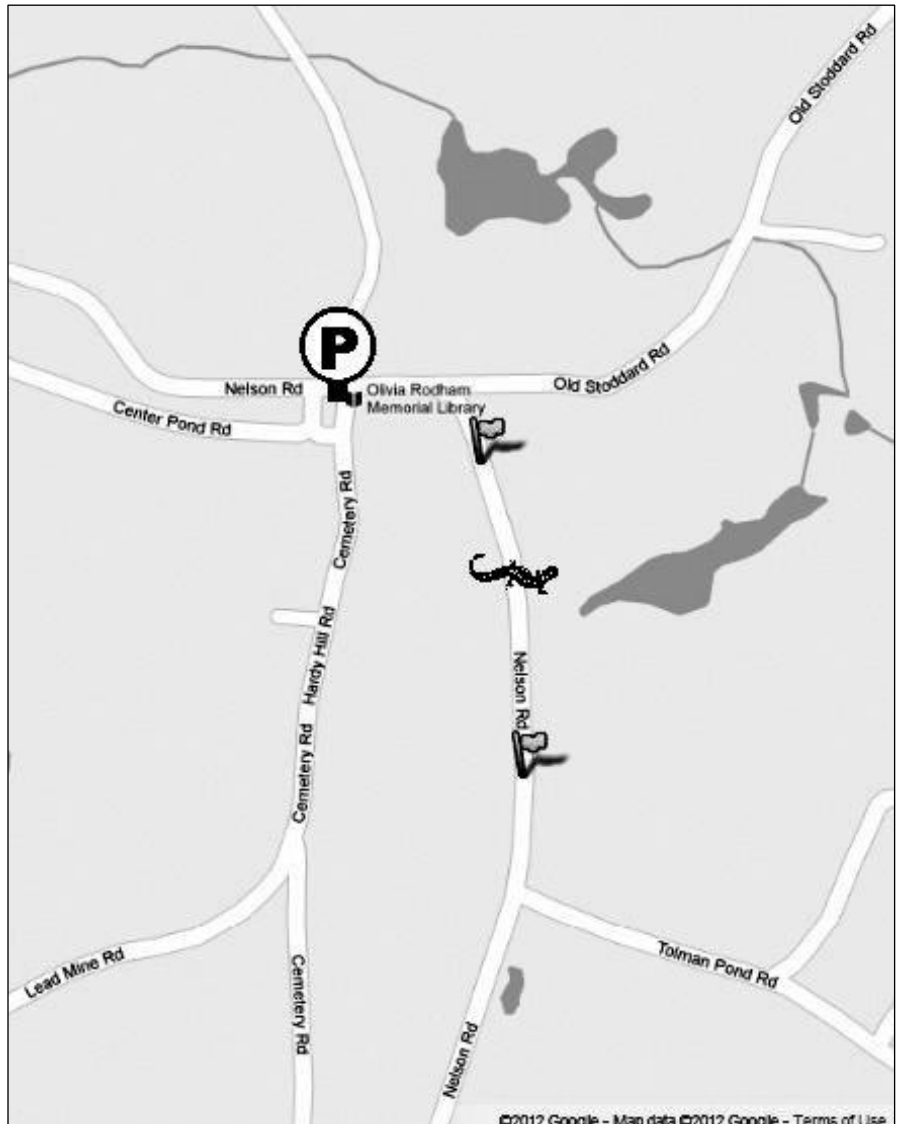 Old Stoddard Rd
P
Old Stoddard Rd
Nelson Rd
Olivia Rodham
Memorial Library
Center Pond Rd
Cemetery Rd
Hardy Hill Rd
Nelson Rd
Cemetery Rd
Lead Mine Rd
Tolman Pond Rd
Cemetery Rd
Nelson Rd
©2012 Google - Map data ©2012 Google - Terms of Use